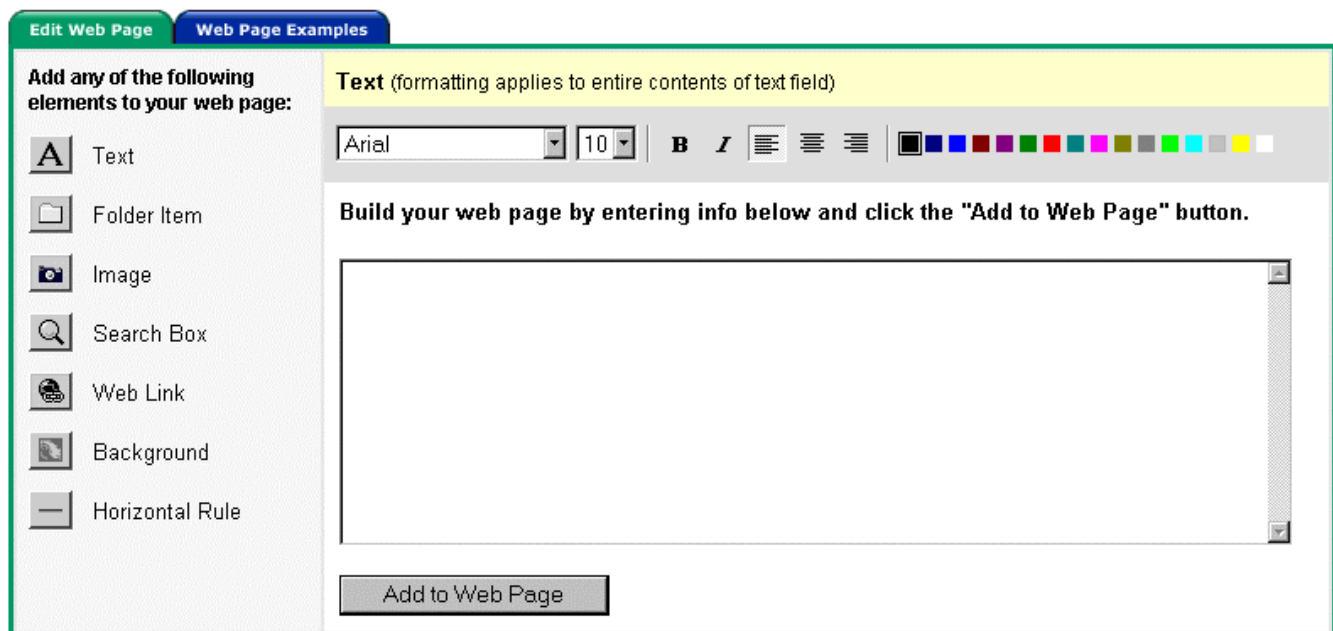 Edit Web Page
Web Page Examples
Add any of the following
elements to your web page:
A Text
Folder Item
Image
Search Box
Web Link
Background
Horizontal Rule
Text (formatting applies to entire contents of text field)
Arial 10 B I
Build your web page by entering info below and click the "Add to Web Page" button.
Add to Web Page